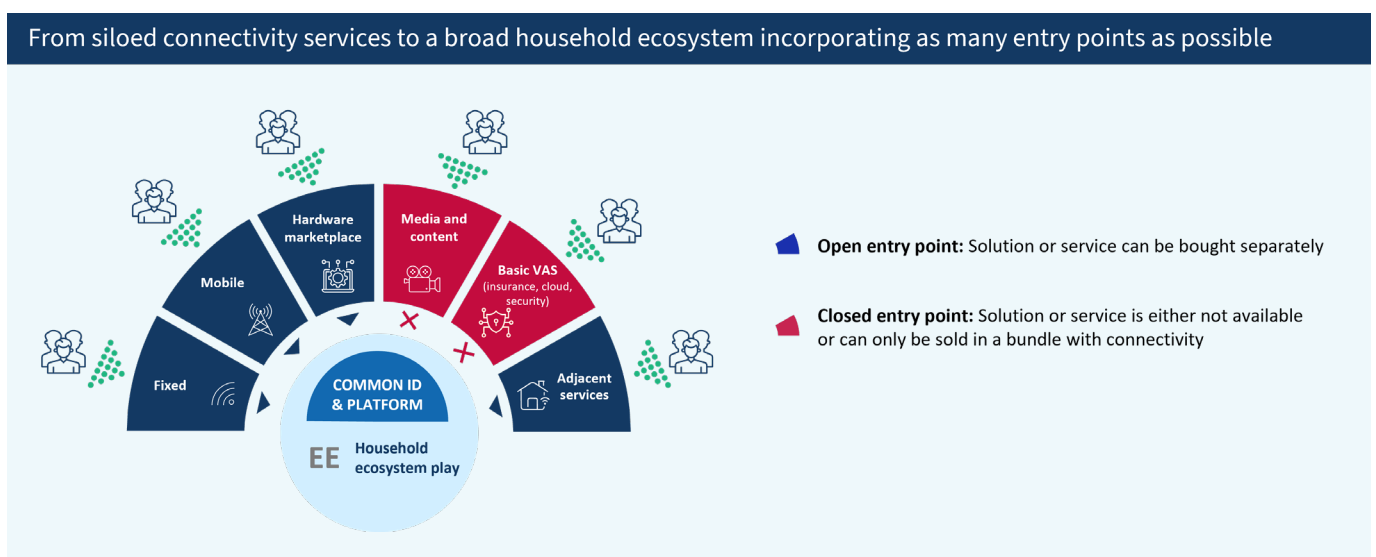 From siloed connectivity services to a broad household ecosystem incorporating as many entry points as possible
Fixed
Mobile
Hardware
marketplace
Media and
content
Basic VAS
(insurance, cloud,
security)
Adjacent
services
COMMON ID
& PLATFORM
EE
Household
ecosystem play
Open entry point: Solution or service can be bought separately
Closed entry point: Solution or service is either not available
or can only be sold in a bundle with connectivity